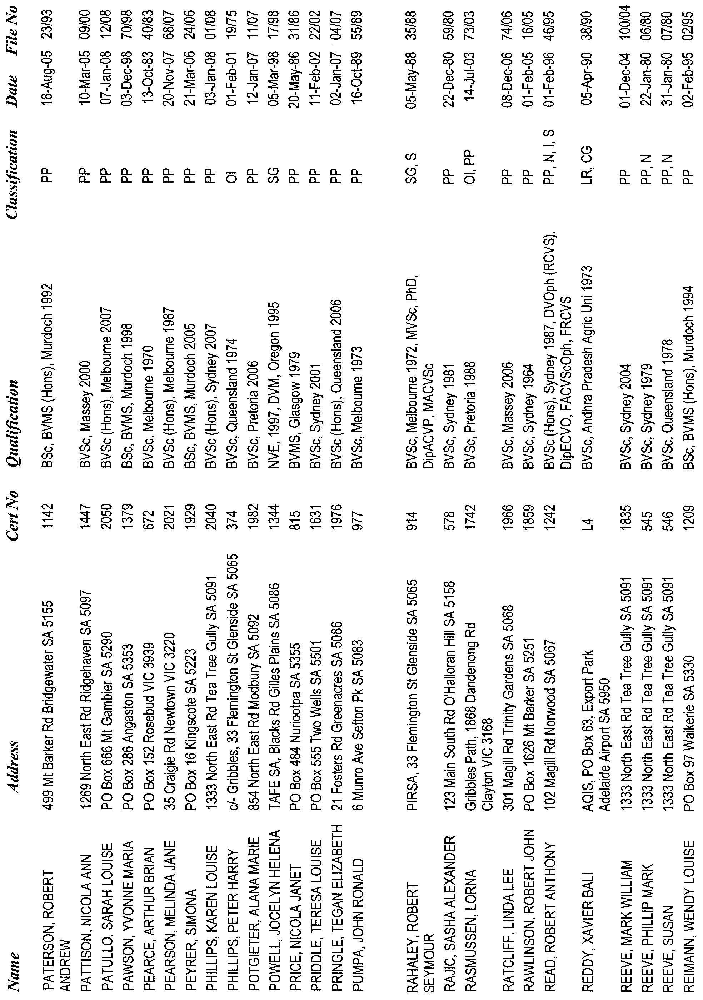 Name Address Cert No Qualification Classification Date File No
PATERSON, ROBERT 499 Mt Barker Rd Bridgewater SA 5155 1142 BSc, BVMS (Hons), Murdoch 1992 PP 18-Aug-05 23/93
ANDREW
PATTISON, NICOLA ANN 1269 North East Rd Ridgehaven SA 5097 1447 BVSc, Massey 2000 PP 10-Mar-05 09/00
PATULLO, SARAH LOUISE PO Box 666 Mt Gambier SA 5290 2050 BVSc (Hons), Melbourne 2007 PP 07-Jan-08 12/08
PAWSON, YVONNE MARIA PO Box 286 Angaston SA 5353 1379 BSc, BVMS, Murdoch 1998 PP 03-Dec-98 70/98
PEARCE, ARTHUR BRIAN PO Box 152 Rosebud VIC 3939 672 BVSc, Melbourne 1970 PP 13-Oct-83 40/83
PEARSON, MELINDA JANE 35 Craigie Rd Newtown VIC 3220 2021 BVSc (Hons), Melbourne 1987 PP 20-Nov-07 68/07
PEYRER, SIMONA PO Box 16 Kingscote SA 5223 1929 BSc, BVMS, Murdoch 2005 PP 21-Mar-06 24/06
PHILLIPS, KAREN LOUISE 1333 North East Rd Tea Tree Gully SA 5091 2040 BVSc (Hons), Sydney 2007 PP 03-Jan-08 01/08
PHILLIPS, PETER HARRY c/- Gribbles, 33 Flemington St Glenside SA 5065 374 BVSc, Queensland 1974 OI 01-Feb-01 19/75
POTGIETER, ALANA MARIE 854 North East Rd Modbury SA 5092 1982 BVSc, Pretoria 2006 PP 12-Jan-07 11/07
POWELL, JOCELYN HELENA TAFE SA, Blacks Rd Gilles Plains SA 5086 1344 NVE, 1997, DVM, Oregon 1995 SG 05-Mar-98 17/98
PRICE, NICOLA JANET PO Box 484 Nuriootpa SA 5355 815 BVMS, Glasgow 1979 PP 20-May-86 31/86
PRIDDLE, TERESA LOUISE PO Box 555 Two Wells SA 5501 1631 BVSc, Sydney 2001 PP 11-Feb-02 22/02
PRINGLE, TEGAN ELIZABETH 21 Fosters Rd Greenacres SA 5086 1976 BVSc (Hons), Queensland 2006 PP 02-Jan-07 04/07
PUMPA, JOHN RONALD 6 Munro Ave Sefton Pk SA 5083 977 BVSc, Melbourne 1973 PP 16-Oct-89 55/89
RAHALEY, ROBERT PIRSA, 33 Flemington St Glenside SA 5065 914 BVSc, Melbourne 1972, MVSc, PhD, SG, S 05-May-88 35/88
SEYMOUR DipACVP, MACVSc
RAJIC, SASHA ALEXANDER 123 Main South Rd O'Halloran Hill SA 5158 578 BVSc, Sydney 1981 PP 22-Dec-80 59/80
RASMUSSEN, LORNA Gribbles Path, 1868 Dandenong Rd 1742 BVSc, Pretoria 1988 OI, PP 14-Jul-03 73/03
Clayton VIC 3168
RATCLIFF, LINDA LEE 301 Magill Rd Trinity Gardens SA 5068 1966 BVSc, Massey 2006 PP 08-Dec-06 74/06
RAWLINSON, ROBERT JOHN PO Box 1626 Mt Barker SA 5251 1859 BVSc, Sydney 1964 PP 01-Feb-05 16/05
READ, ROBERT ANTHONY 102 Magill Rd Norwood SA 5067 1242 BVSc (Hons), Sydney 1987, DVOph (RCVS), PP, N, I, S 01-Feb-96 46/95
DipECVO, FACVScOph, FRCVS
REDDY, XAVIER BALI AQIS, PO Box 63, Export Park L4 BVSc, Andhra Pradesh Agric Uni 1973 LR, CG 05-Apr-90 38/90
Adelaide Airport SA 5950
REEVE, MARK WILLIAM 1333 North East Rd Tea Tree Gully SA 5091 1835 BVSc, Sydney 2004 PP 01-Dec-04 100/04
REEVE, PHILLIP MARK 1333 North East Rd Tea Tree Gully SA 5091 545 BVSc, Sydney 1979 PP, N 22-Jan-80 06/80
REEVE, SUSAN 1333 North East Rd Tea Tree Gully SA 5091 546 BVSc, Queensland 1978 PP, N 31-Jan-80 07/80
REIMANN, WENDY LOUISE PO Box 97 Waikerie SA 5330 1209 BSc, BVMS (Hons), Murdoch 1994 PP 02-Feb-95 02/95